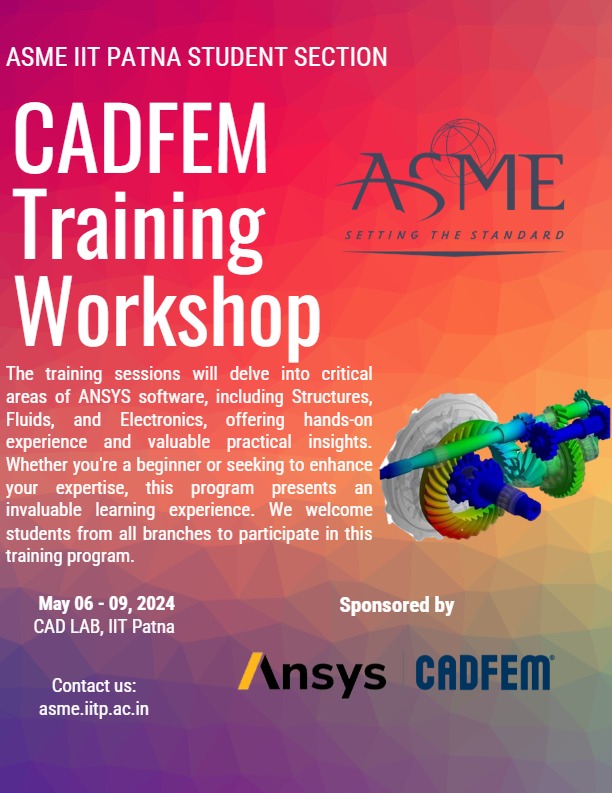 ASME IIT PATNA STUDENT SECTION
CADFEM
Training
Workshop
ASME
SETTING THE STANDARD
The training sessions will delve into critical
areas of ANSYS software, including Structures,
Fluids, and Electronics, offering hands-on
experience and valuable practical insights.
Whether you're a beginner or seeking to enhance
your expertise, this program presents an
invaluable learning experience. We welcome
students from all branches to participate in this
training program.
May 06 - 09, 2024
CAD LAB, IIT Patna
Sponsored by
Ansys
CADFEM®
Contact us:
asme.iitp.ac.in